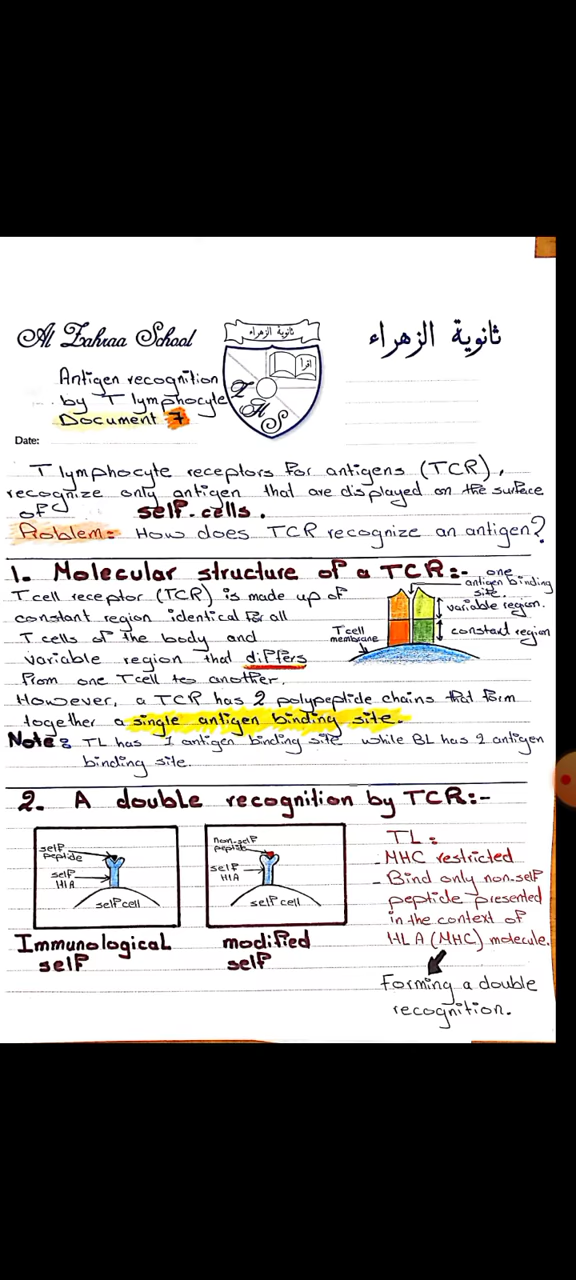 Al Zahraa School
ثانوية الزهراء
ثانوية الزهراء
اقرأ
Z
H
S
Antigen recognition
by T lymphocyte
Document 7
Date:
T lymphocyte receptors for antigens (TCR),
recognize only antigen that are displayed on the surface
of self-cells.
Problem: How does TCR recognize an antigen?
1. Molecular structure of a TCR:-
T cell receptor (TCR) is made up of
constant region identical for all
T cells of the body and
variable region that differs
from one T cell to another.
one
antigen binding
site.
variable region.
constant region
T cell
membrane
However, a TCR has 2 polypeptide chains that form
together a single antigen binding site.
Note: TL has 1 antigen binding site while BL has 2 antigen
binding site.
2. A double recognition by TCR:-
self
peptide
self
HLA
self cell
Immunological
self
non-self
peptide
self
HLA
self cell
modified
self
TL:
- MHC restricted
- Bind only non-self
peptide presented
in the context of
HLA (MHC) molecule.
Forming a double
recognition.